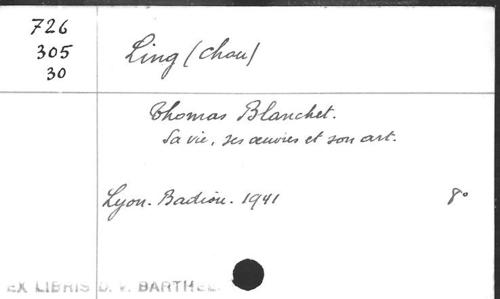 726
305
30
Ling (Chou)
Thomas Blanchet.
Sa vie, ses œuvres et son art.
Lyon. Badiou. 1941 8°
EX LIBRIS D. V. BARTHEL